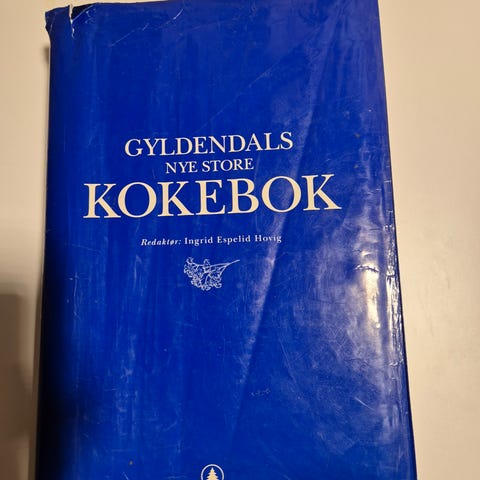 GYLDENDALS
NYE STORE
KOKEBOK
Redaktør: Ingrid Espelid Hovig